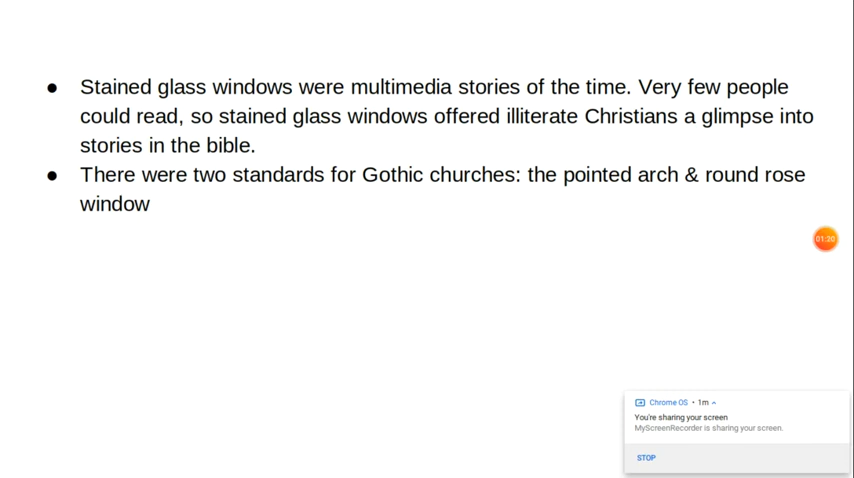 ● Stained glass windows were multimedia stories of the time. Very few people
could read, so stained glass windows offered illiterate Christians a glimpse into
stories in the bible.
● There were two standards for Gothic churches: the pointed arch & round rose
window
01:20
Chrome OS • 1m
You're sharing your screen
MyScreenRecorder is sharing your screen.
STOP